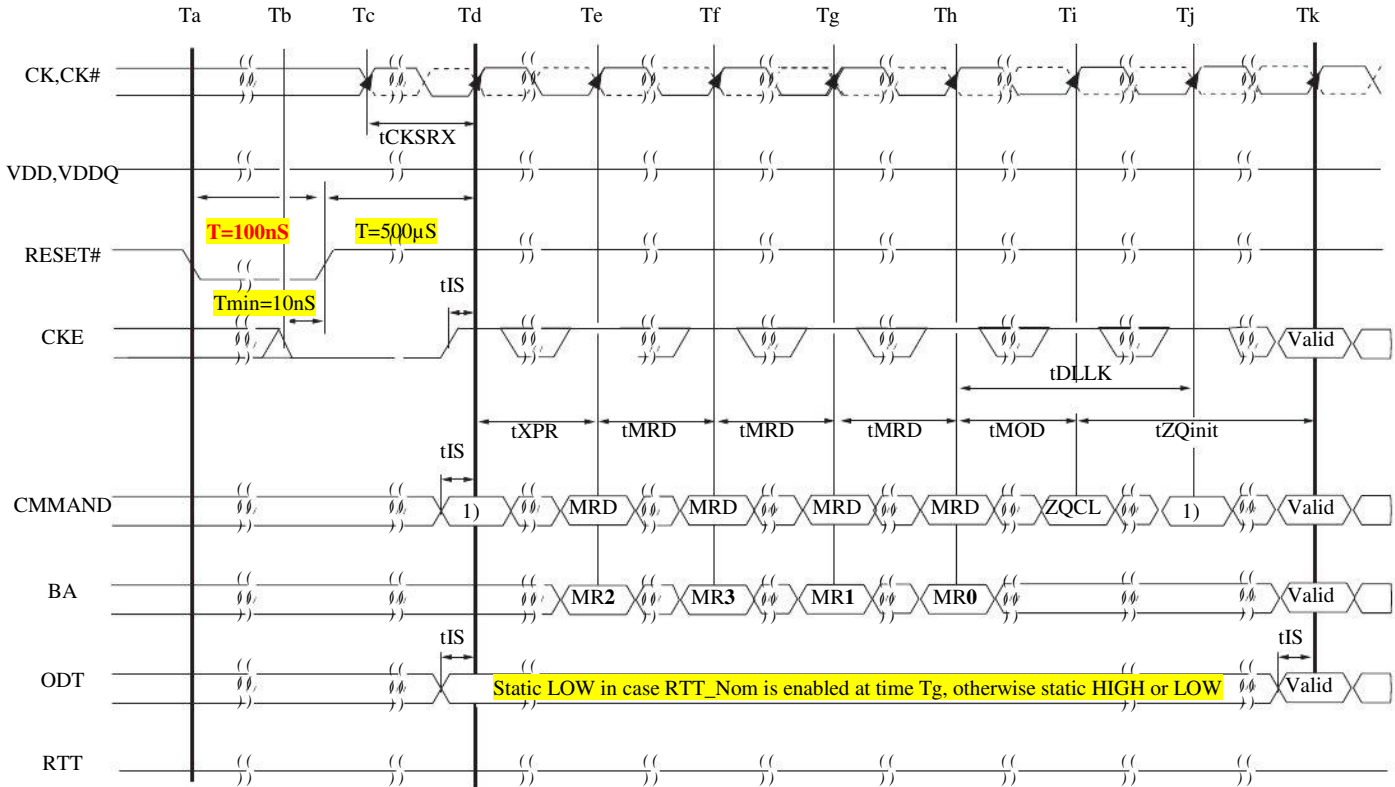 Ta Tb Tc Td Te Tf Tg Th Ti Tj Tk
CK,CK#
tCKSRX
VDD,VDDQ
T=100nS T=500µS
RESET#
Tmin=10nS tIS
CKE Valid
tDLLK
tXPR tMRD tMRD tMRD tMOD tZQinit
tIS
CMMAND 1) MRD MRD MRD MRD ZQCL 1) Valid
BA MR2 MR3 MR1 MR0 Valid
tIS tIS
ODT Static LOW in case RTT_Nom is enabled at time Tg, otherwise static HIGH or LOW Valid
RTT